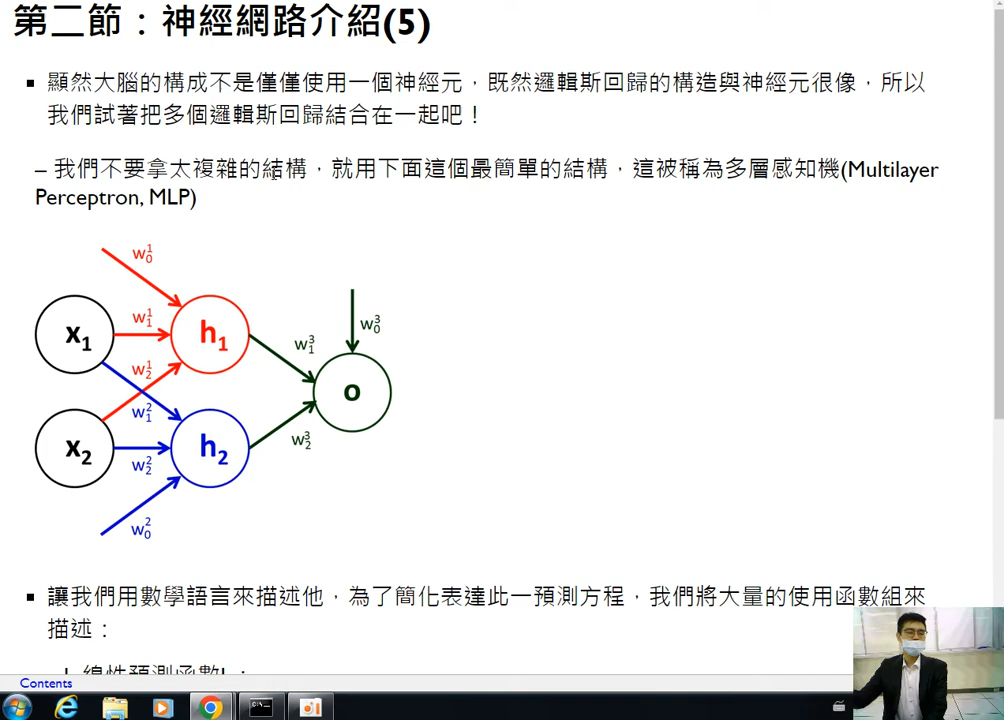 第二節：神經網路介紹(5)
顯然大腦的構成不是僅僅使用一個神經元，既然邏輯斯回歸的構造與神經元很像，所以
我們試著把多個邏輯斯回歸結合在一起吧！
– 我們不要拿太複雜的結構，就用下面這個最簡單的結構，這被稱為多層感知機(Multilayer
Perceptron, MLP)
w₀¹
w₀³
x₁
w₁¹
h₁
w₁³
w₂¹
o
w₁²
w₂³
x₂
w₂²
h₂
w₀²
讓我們用數學語言來描述他，為了簡化表達此一預測方程，我們將大量的使用函數組來
描述：
Contents